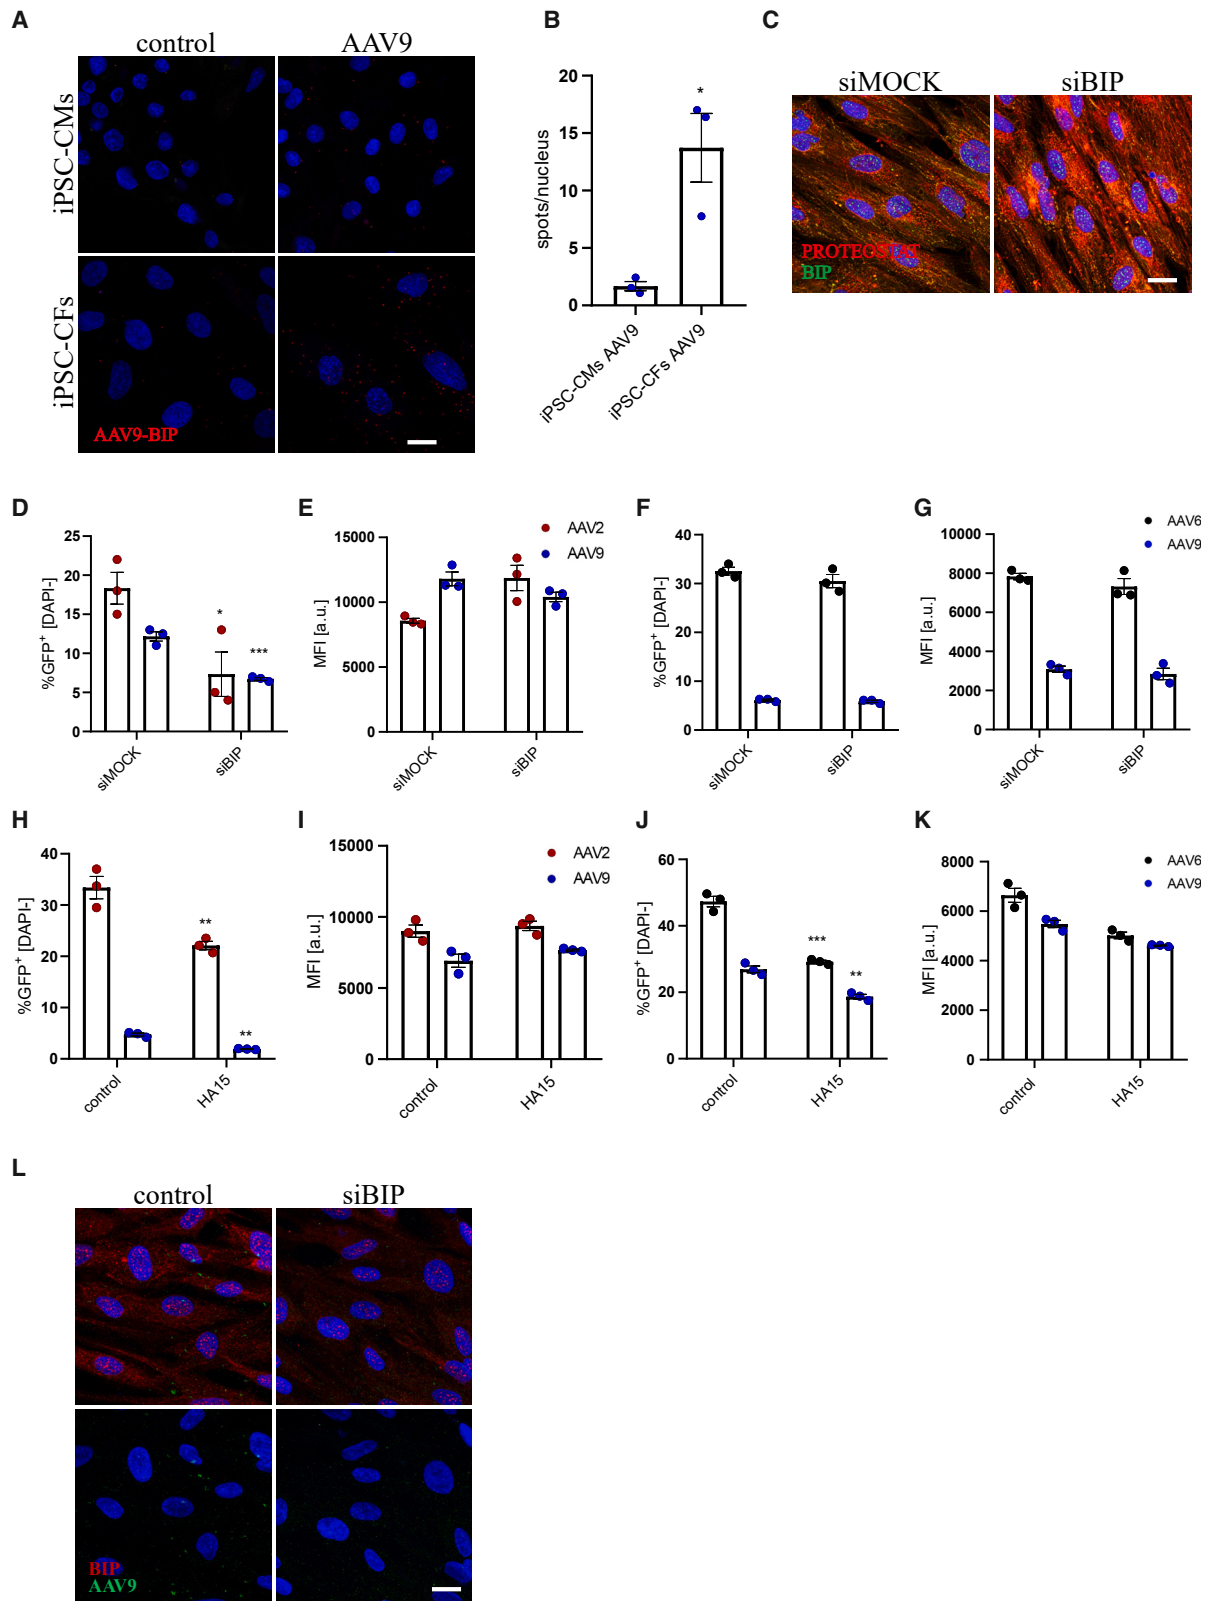 A
control
AAV9
iPSC-CMs
iPSC-CFs
AAV9-BIP
B
20
15
10
5
0
spots/nucleus
*
iPSC-CMs AAV9
iPSC-CFs AAV9
C
siMOCK
siBIP
PROTEOSTAT
BIP
D
25
20
15
10
5
0
%GFP+ [DAPI-]
*
***
siMOCK
siBIP
E
15000
10000
5000
0
MFI [a.u.]
AAV2
AAV9
siMOCK
siBIP
F
40
30
20
10
0
%GFP+ [DAPI-]
siMOCK
siBIP
G
10000
8000
6000
4000
2000
0
MFI [a.u.]
AAV6
AAV9
siMOCK
siBIP
H
40
30
20
10
0
%GFP+ [DAPI-]
**
**
control
HA15
I
15000
10000
5000
0
MFI [a.u.]
AAV2
AAV9
control
HA15
J
60
40
20
0
%GFP+ [DAPI-]
***
**
control
HA15
K
8000
6000
4000
2000
0
MFI [a.u.]
AAV6
AAV9
control
HA15
L
control
siBIP
BIP
AAV9